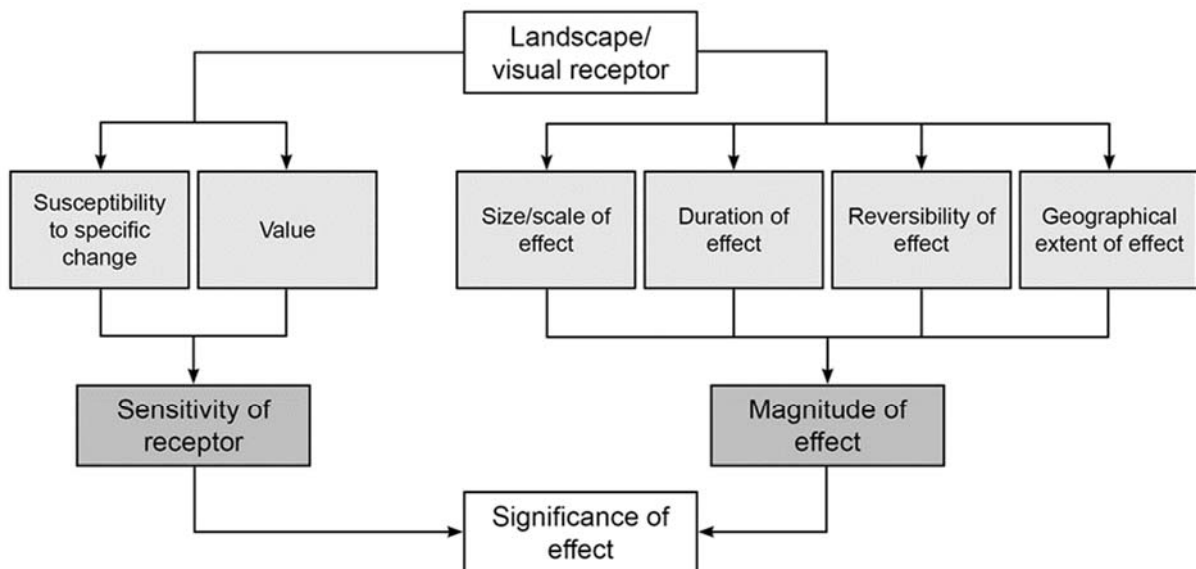 Landscape/
visual receptor
Susceptibility
to specific
change
Value
Size/scale of
effect
Duration of
effect
Reversibility of
effect
Geographical
extent of effect
Sensitivity of
receptor
Magnitude of
effect
Significance of
effect